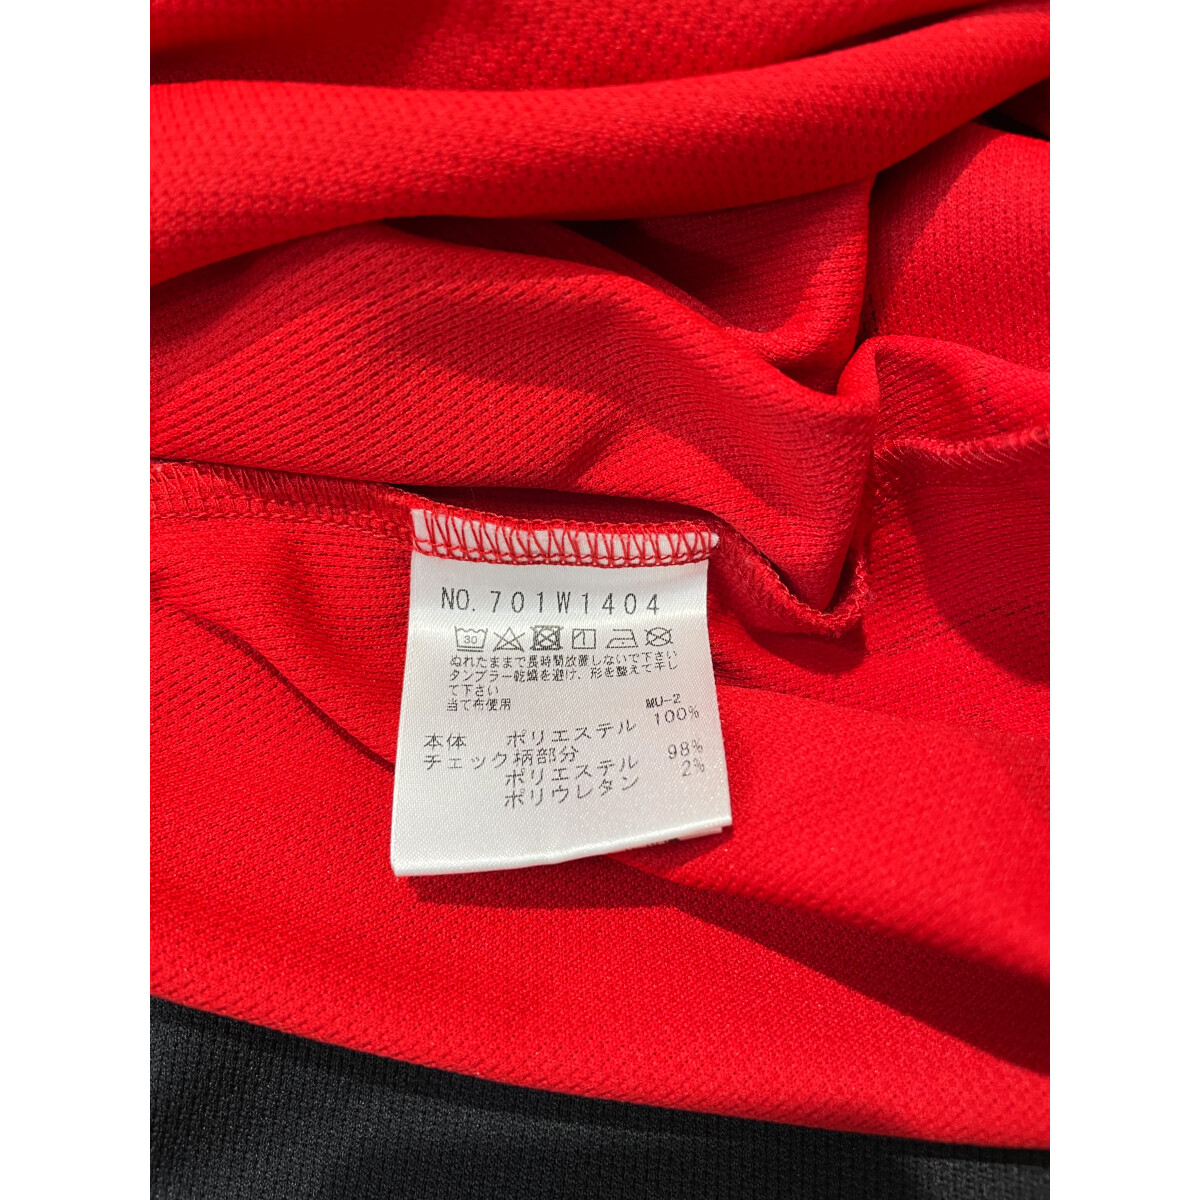 NO. 701W1404
30
ぬれたままで長時間放置しないで下さい
タンブラー乾燥を避け、形を整えて干し
て下さい
当て布使用
MU-2
本体 ポリエステル 100%
チェック柄部分
ポリエステル 98%
ポリウレタン 2%